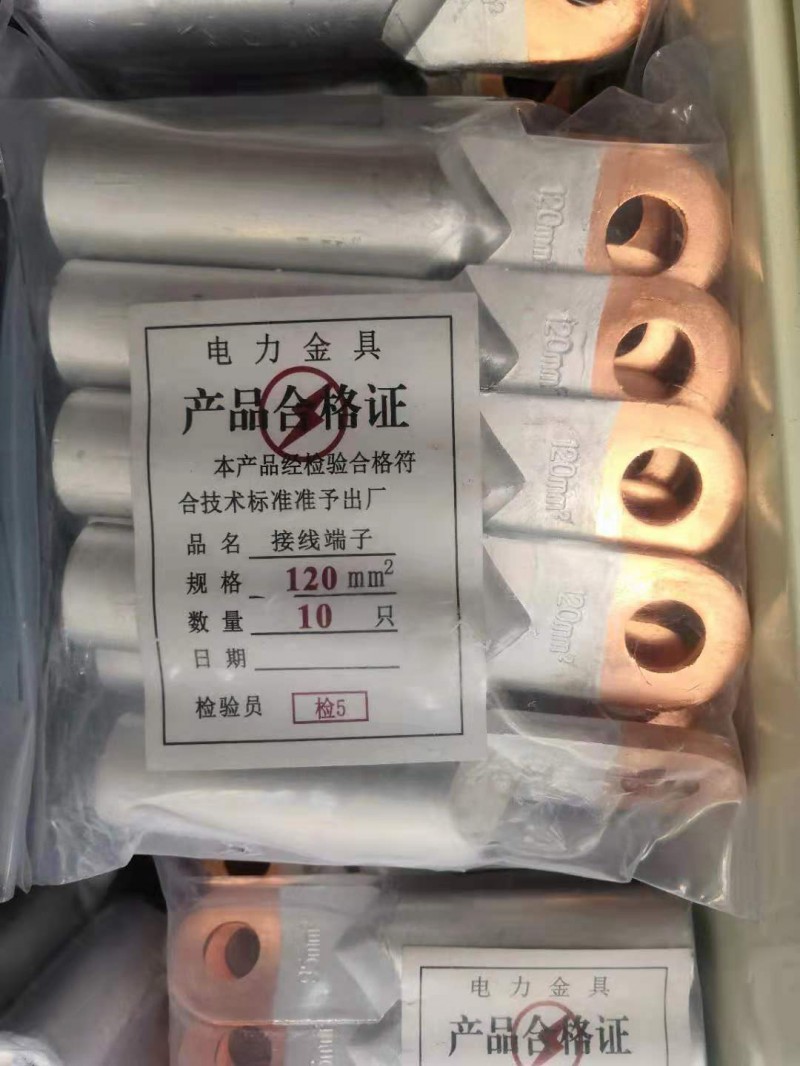 120mm²
120mm²
120mm²
120mm²
电力金具
产品合格证
本产品经检验合格符
合技术标准准予出厂
品名 接线端子
规格 120 mm²
数量 10 只
日期
检验员 检5
电力金具
产品合格证